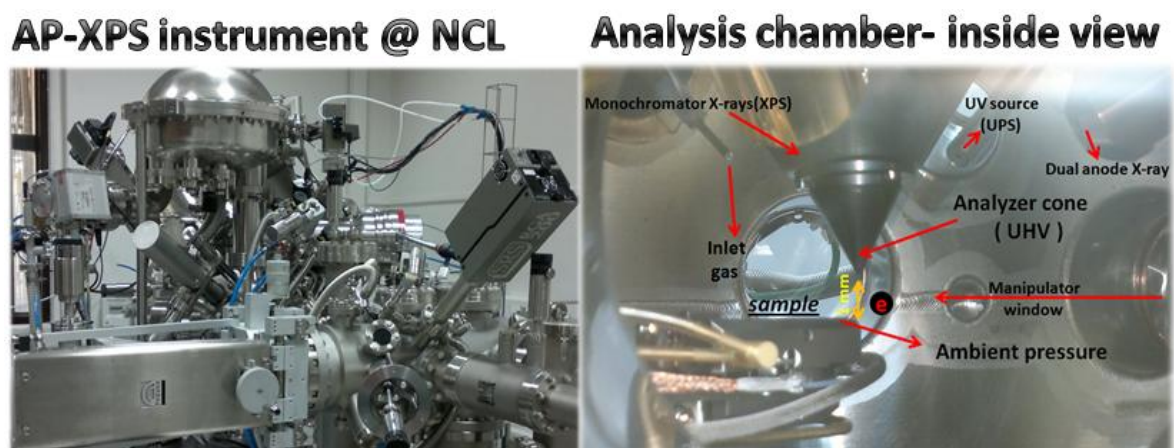 AP-XPS instrument @ NCL
Analysis chamber- inside view
Monochromator X-rays(XPS)
UV source
(UPS)
Dual anode X-ray
Analyzer cone
( UHV )
Inlet
gas
mm
sample
e
Manipulator
window
Ambient pressure